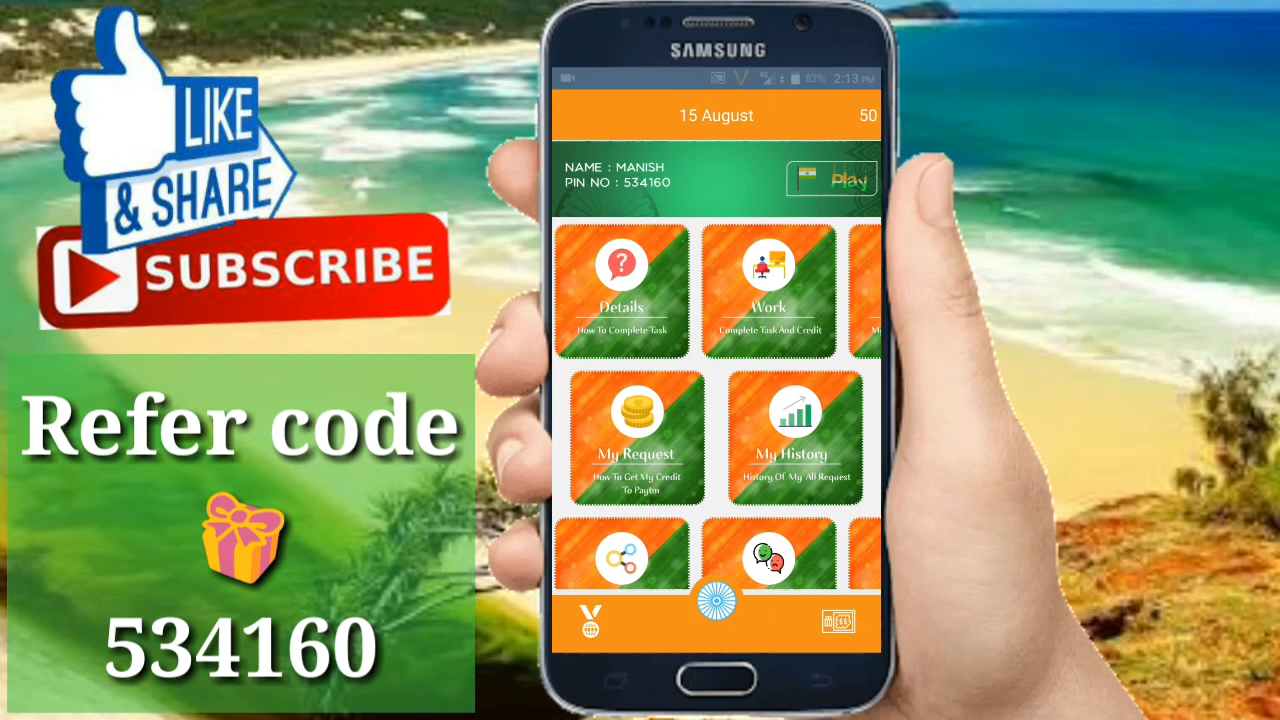 LIKE
& SHARE
SUBSCRIBE
Refer code
534160
SAMSUNG
4G 82% 2:13 PM
15 August
50
NAME : MANISH
PIN NO : 534160
Play
Details
How To Complete Task
Work
Complete Task And Credit
My Request
How To Get My Credit
To Paytm
My History
History Of My All Request